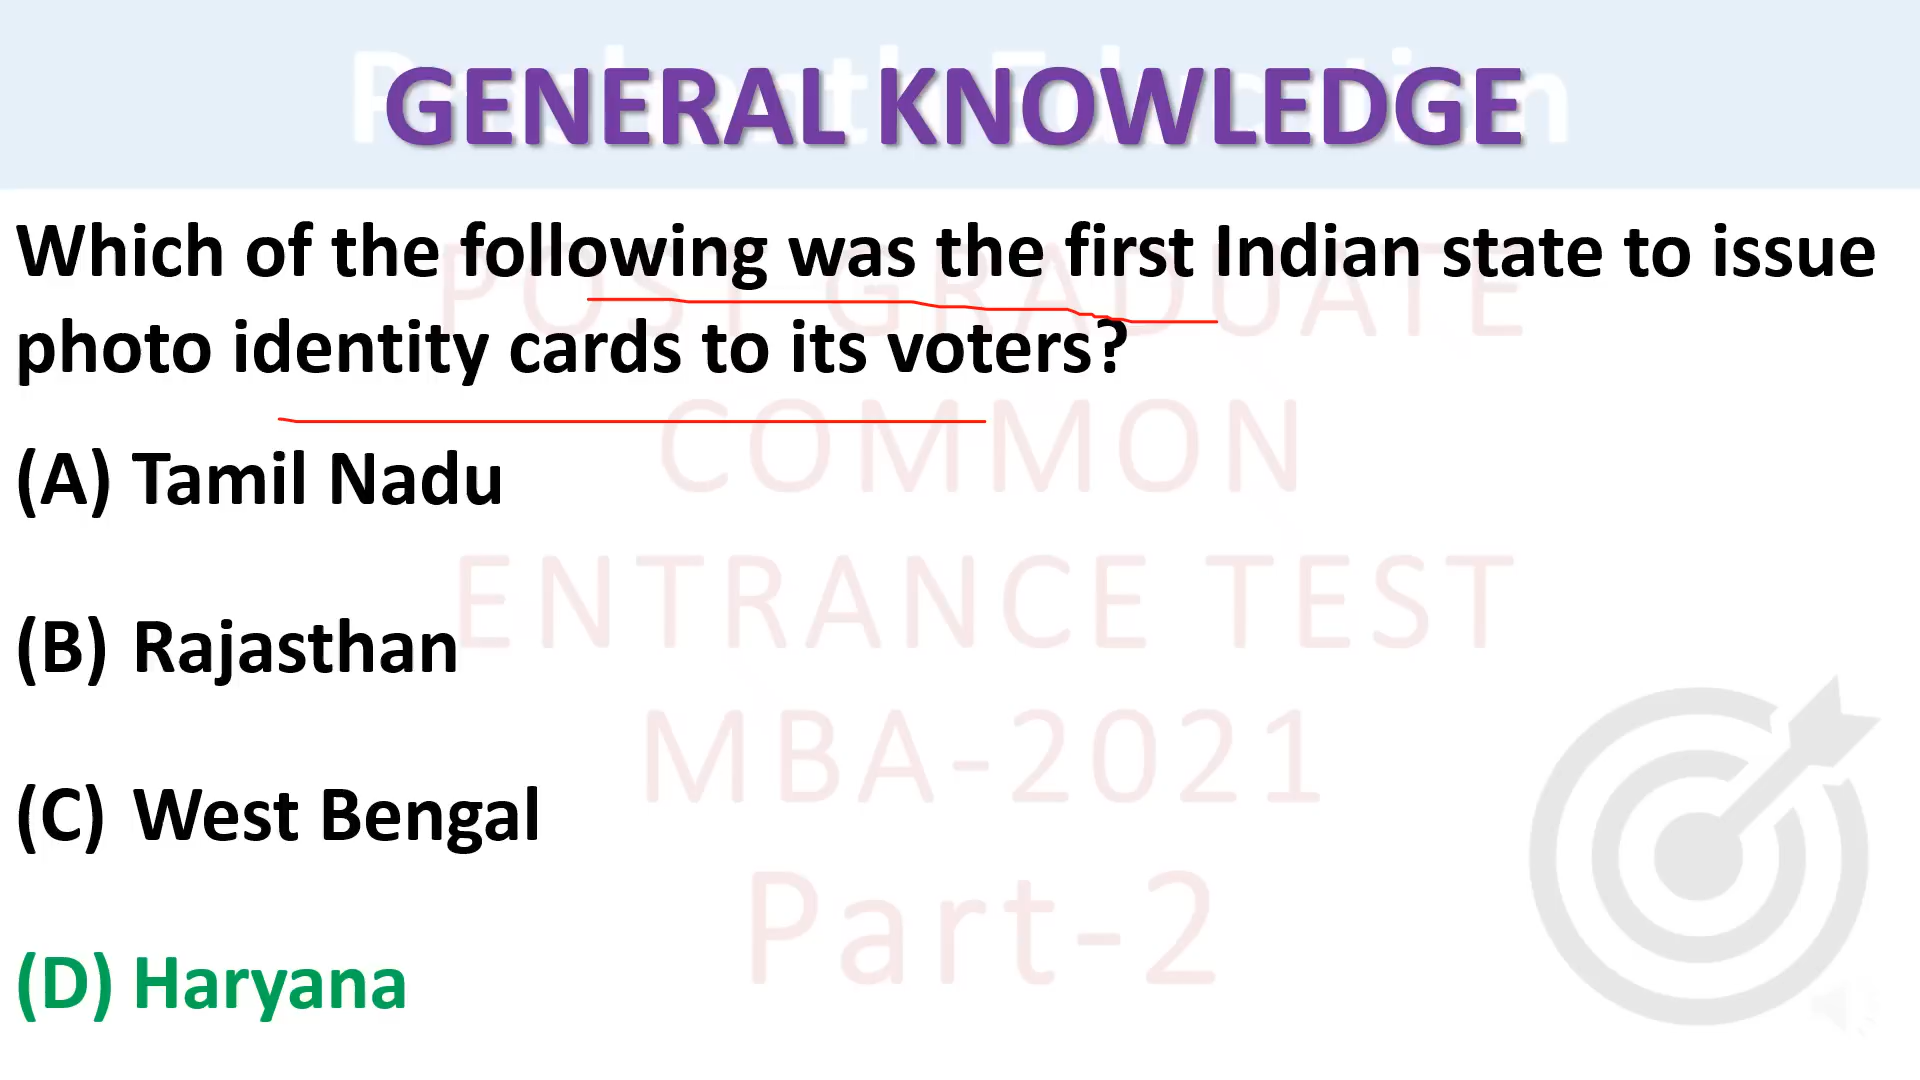 GENERAL KNOWLEDGE
Which of the following was the first Indian state to issue
photo identity cards to its voters?
POST GRADUATE
COMMON
ENTRANCE TEST
MBA-2021
Part-2
(A) Tamil Nadu
(B) Rajasthan
(C) West Bengal
(D) Haryana